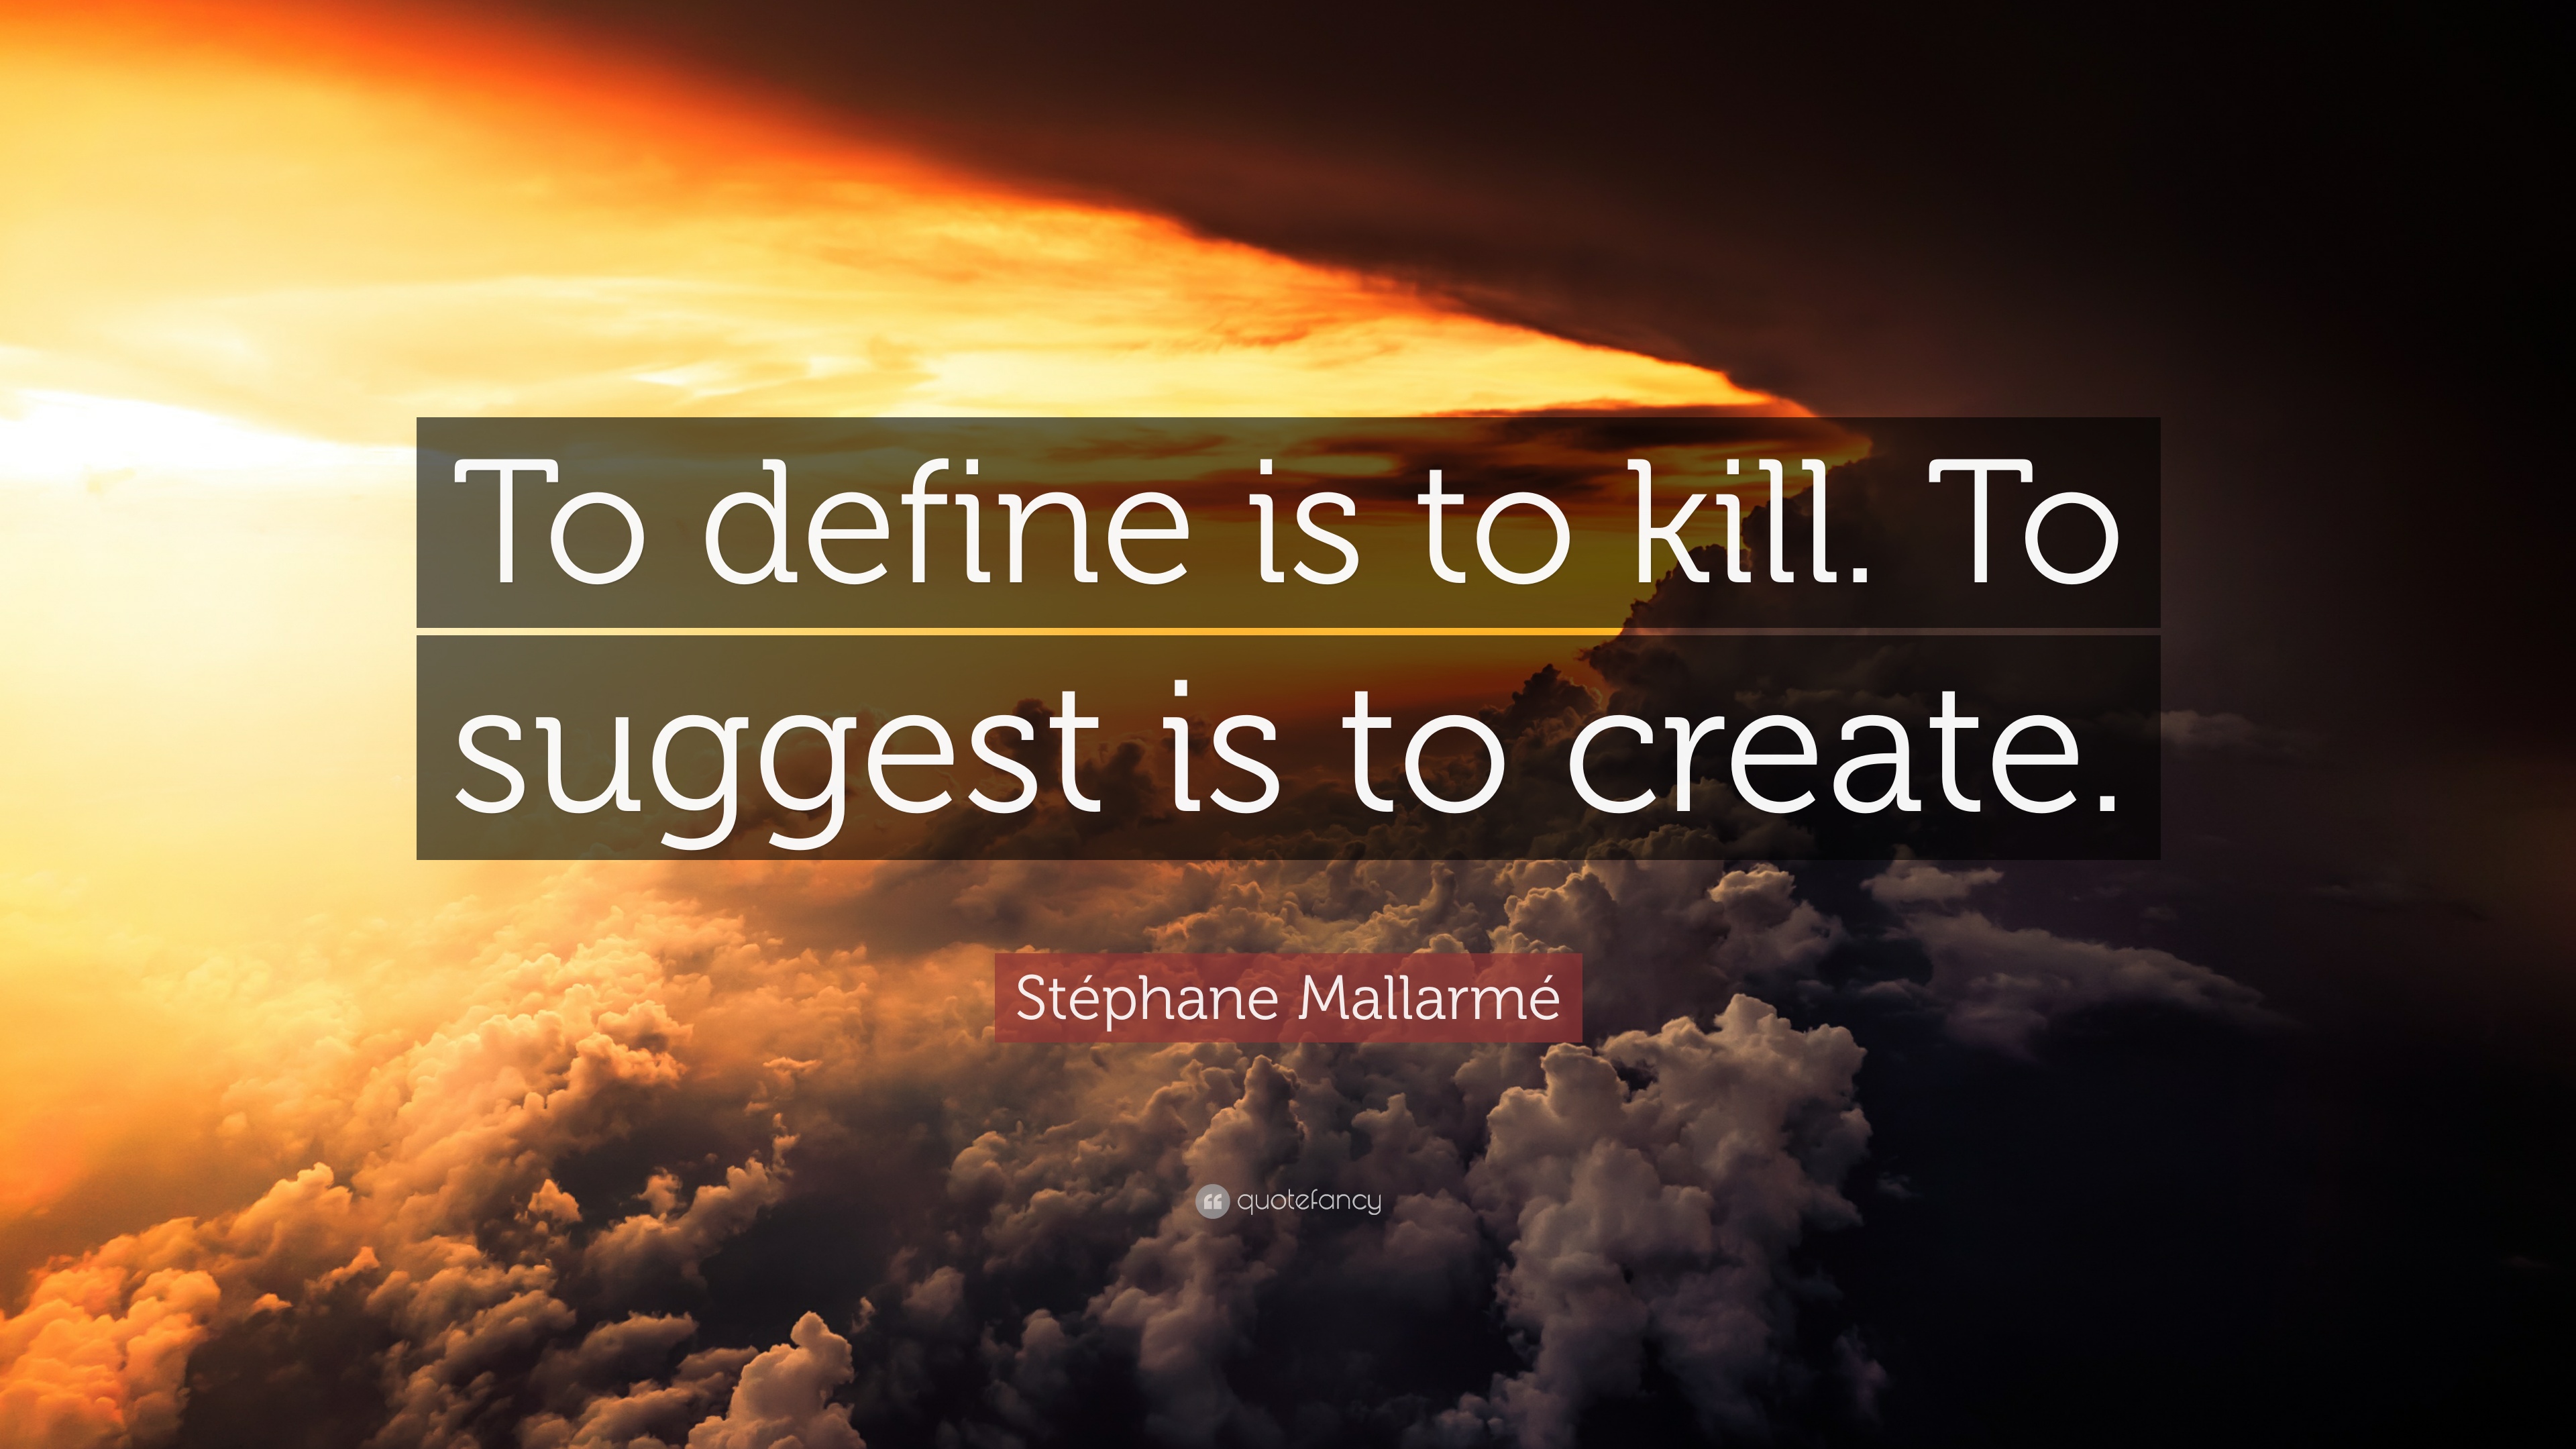 To define is to kill. To
suggest is to create.
Stéphane Mallarmé
quotefancy